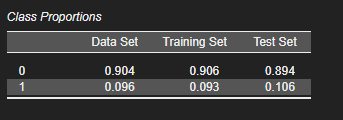 Class Proportions
Data Set Training Set Test Set
0 0.904 0.906 0.894
1 0.096 0.093 0.106